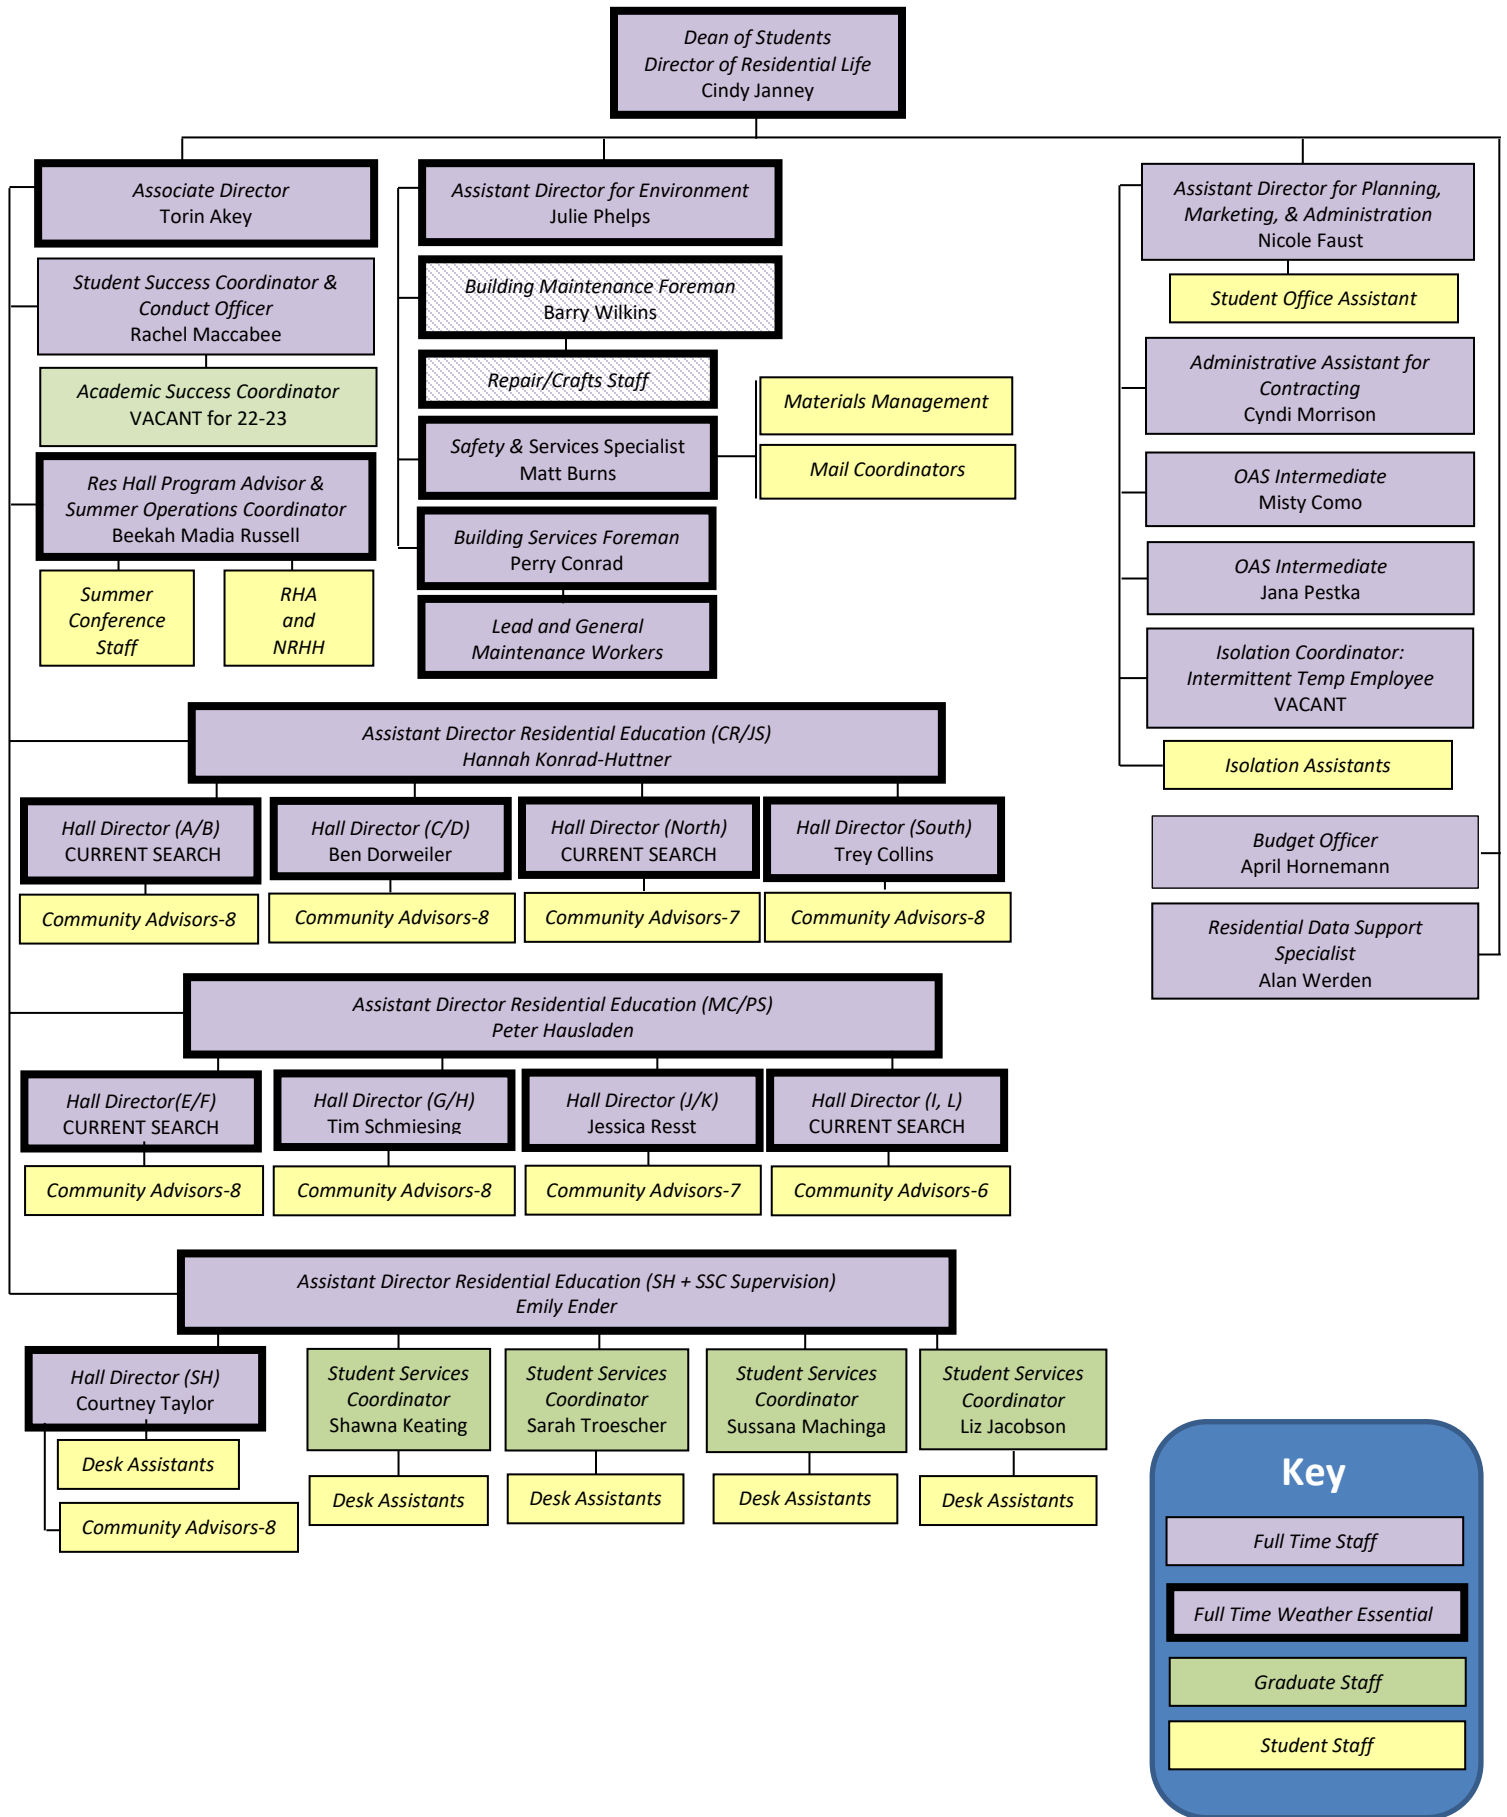 Dean of Students
Director of Residential Life
Cindy Janney
Associate Director
Torin Akey
Student Success Coordinator &
Conduct Officer
Rachel Maccabee
Academic Success Coordinator
VACANT for 22-23
Res Hall Program Advisor &
Summer Operations Coordinator
Beekah Madia Russell
Summer
Conference
Staff
RHA
and
NRHH
Assistant Director for Environment
Julie Phelps
Building Maintenance Foreman
Barry Wilkins
Repair/Crafts Staff
Safety & Services Specialist
Matt Burns
Materials Management
Mail Coordinators
Building Services Foreman
Perry Conrad
Lead and General
Maintenance Workers
Assistant Director for Planning,
Marketing, & Administration
Nicole Faust
Student Office Assistant
Administrative Assistant for
Contracting
Cyndi Morrison
OAS Intermediate
Misty Como
OAS Intermediate
Jana Pestka
Isolation Coordinator:
Intermittent Temp Employee
VACANT
Isolation Assistants
Budget Officer
April Hornemann
Residential Data Support
Specialist
Alan Werden
Assistant Director Residential Education (CR/JS)
Hannah Konrad-Huttner
Hall Director (A/B)
CURRENT SEARCH
Hall Director (C/D)
Ben Dorweiler
Hall Director (North)
CURRENT SEARCH
Hall Director (South)
Trey Collins
Community Advisors-8
Community Advisors-8
Community Advisors-7
Community Advisors-8
Assistant Director Residential Education (MC/PS)
Peter Hausladen
Hall Director(E/F)
CURRENT SEARCH
Hall Director (G/H)
Tim Schmiesing
Hall Director (J/K)
Jessica Resst
Hall Director (I, L)
CURRENT SEARCH
Community Advisors-8
Community Advisors-8
Community Advisors-7
Community Advisors-6
Assistant Director Residential Education (SH + SSC Supervision)
Emily Ender
Hall Director (SH)
Courtney Taylor
Desk Assistants
Community Advisors-8
Student Services
Coordinator
Shawna Keating
Desk Assistants
Student Services
Coordinator
Sarah Troescher
Desk Assistants
Student Services
Coordinator
Sussana Machinga
Desk Assistants
Student Services
Coordinator
Liz Jacobson
Desk Assistants
Key
Full Time Staff
Full Time Weather Essential
Graduate Staff
Student Staff